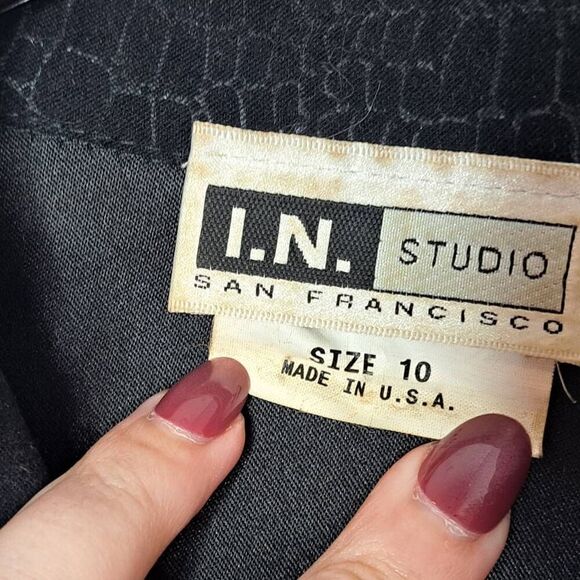 I.N. STUDIO
SAN FRANCISCO
SIZE 10
MADE IN U.S.A.